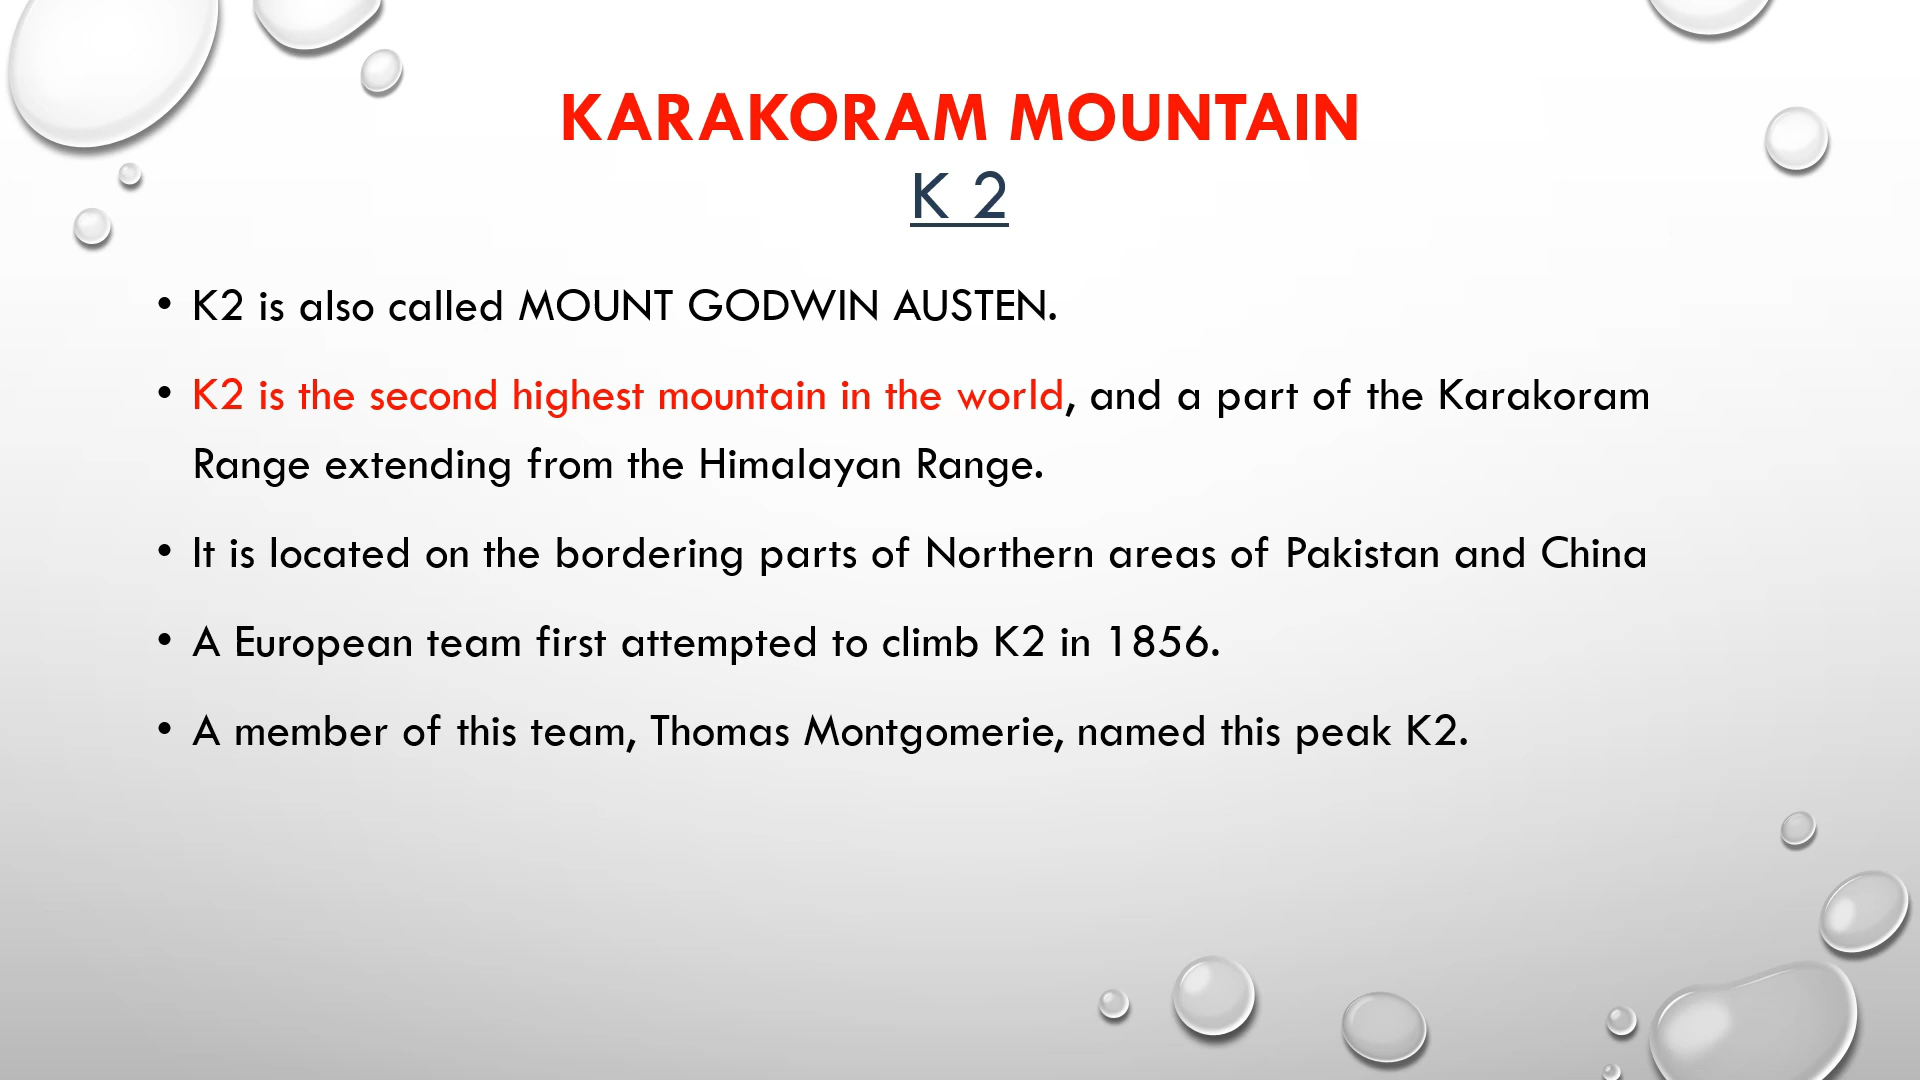 KARAKORAM MOUNTAIN
K 2
• K2 is also called MOUNT GODWIN AUSTEN.
• K2 is the second highest mountain in the world, and a part of the Karakoram
Range extending from the Himalayan Range.
• It is located on the bordering parts of Northern areas of Pakistan and China
• A European team first attempted to climb K2 in 1856.
• A member of this team, Thomas Montgomerie, named this peak K2.